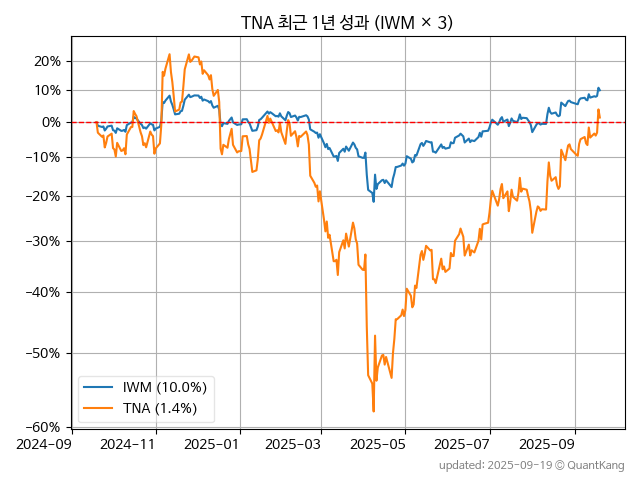 TNA 최근 1년 성과 (IWM × 3)
20%
10%
0%
−10%
−20%
−30%
−40%
−50%
−60%
IWM (10.0%)
TNA (1.4%)
2024-09 2024-11 2025-01 2025-03 2025-05 2025-07 2025-09
updated: 2025-09-19 © QuantKang